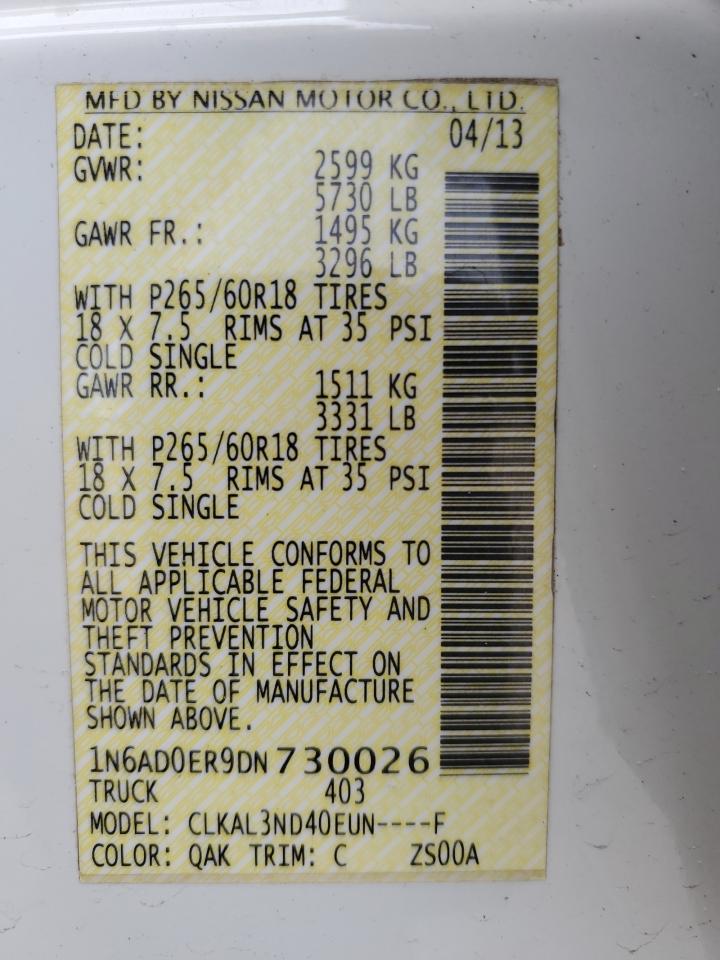 MFD BY NISSAN MOTOR CO., LTD.
DATE: 04/13
GVWR: 2599 KG
5730 LB
GAWR FR.: 1495 KG
3296 LB
WITH P265/60R18 TIRES
18 X 7.5 RIMS AT 35 PSI
COLD SINGLE
GAWR RR.: 1511 KG
3331 LB
WITH P265/60R18 TIRES
18 X 7.5 RIMS AT 35 PSI
COLD SINGLE
THIS VEHICLE CONFORMS TO
ALL APPLICABLE FEDERAL
MOTOR VEHICLE SAFETY AND
THEFT PREVENTION
STANDARDS IN EFFECT ON
THE DATE OF MANUFACTURE
SHOWN ABOVE.
1N6AD0ER9DN730026
TRUCK 403
MODEL: CLKAL3ND40EUN----F
COLOR: QAK TRIM: C ZS00A